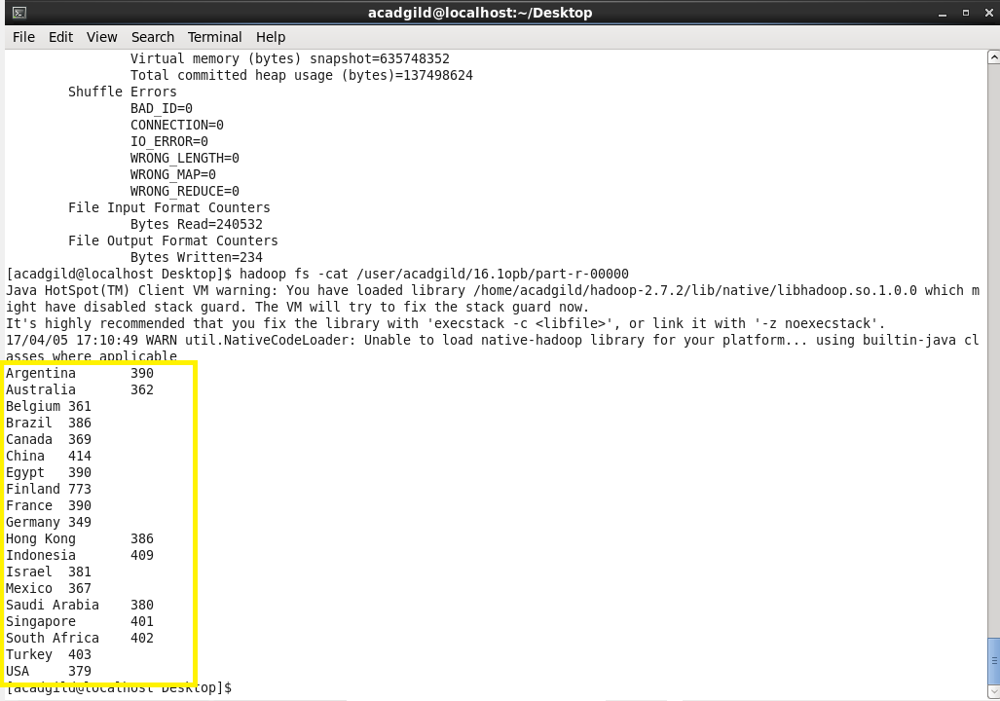 acadgild@localhost:~/Desktop
File Edit View Search Terminal Help
Virtual memory (bytes) snapshot=635748352
Total committed heap usage (bytes)=137498624
Shuffle Errors
BAD_ID=0
CONNECTION=0
IO_ERROR=0
WRONG_LENGTH=0
WRONG_MAP=0
WRONG_REDUCE=0
File Input Format Counters
Bytes Read=240532
File Output Format Counters
Bytes Written=234
[acadgild@localhost Desktop]$ hadoop fs -cat /user/acadgild/16.1opb/part-r-00000
Java HotSpot(TM) Client VM warning: You have loaded library /home/acadgild/hadoop-2.7.2/lib/native/libhadoop.so.1.0.0 which m
ight have disabled stack guard. The VM will try to fix the stack guard now.
It's highly recommended that you fix the library with 'execstack -c <libfile>', or link it with '-z noexecstack'.
17/04/05 17:10:49 WARN util.NativeCodeLoader: Unable to load native-hadoop library for your platform... using builtin-java cl
asses where applicable
Argentina 390
Australia 362
Belgium 361
Brazil 386
Canada 369
China 414
Egypt 390
Finland 773
France 390
Germany 349
Hong Kong 386
Indonesia 409
Israel 381
Mexico 367
Saudi Arabia 380
Singapore 401
South Africa 402
Turkey 403
USA 379
[acadgild@localhost Desktop]$